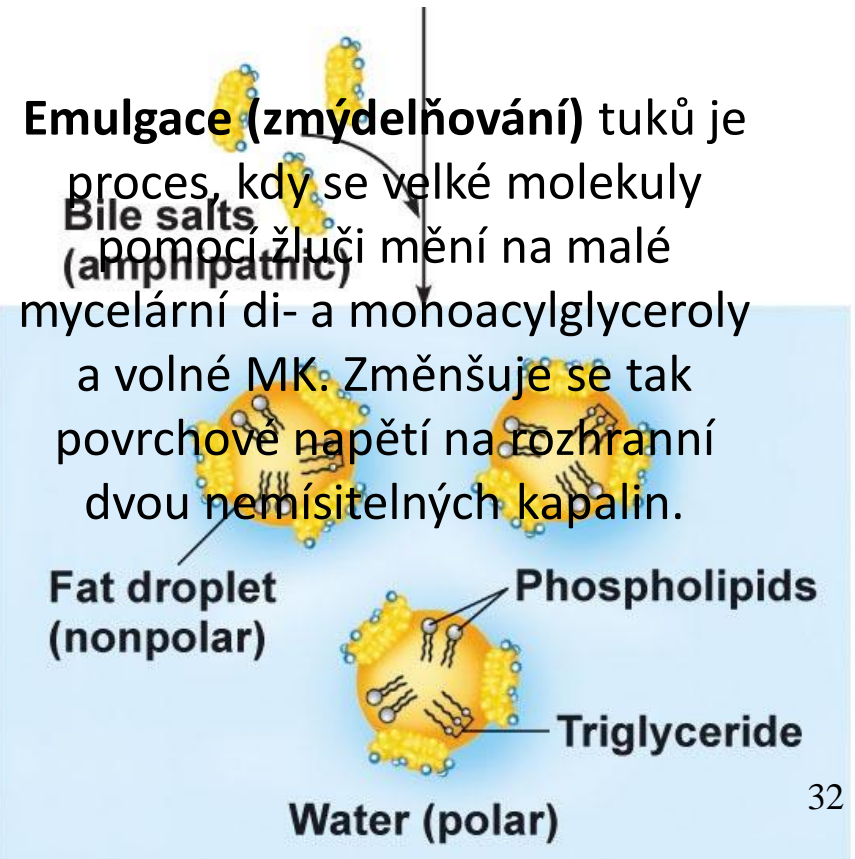 Emulgace (zmýdelňování) tuků je
proces, kdy se velké molekuly
pomocí žluči mění na malé
mycelární di- a monoacylglyceroly
a volné MK. Změnšuje se tak
povrchové napětí na rozhranní
dvou nemísitelných kapalin.
Bile salts
(amphipathic)
Fat droplet
(nonpolar)
Phospholipids
Triglyceride
Water (polar)
32